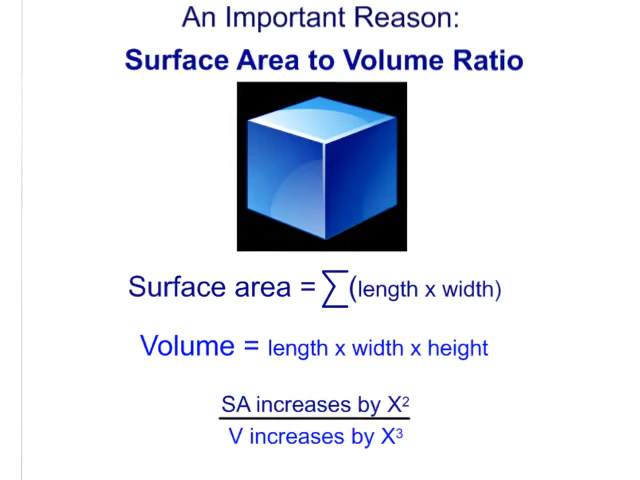 An Important Reason:
Surface Area to Volume Ratio
Surface area = ∑(length x width)
Volume = length x width x height
SA increases by X²
V increases by X³